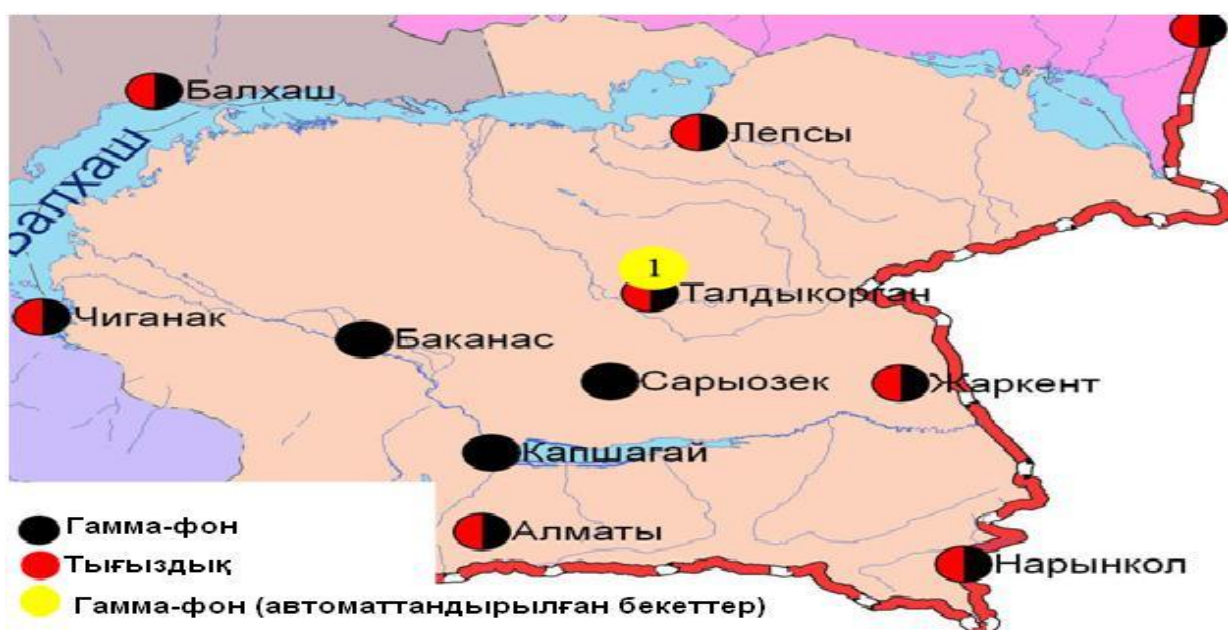 Балхаш
Лепсы
Балхаш
1
Талдыкорган
Чиганак
Баканас
Сарыозек
Жаркент
Капшагай
Алматы
Нарынкол
Гамма-фон
Тығыздық
Гамма-фон (автоматтандырылған бекеттер)